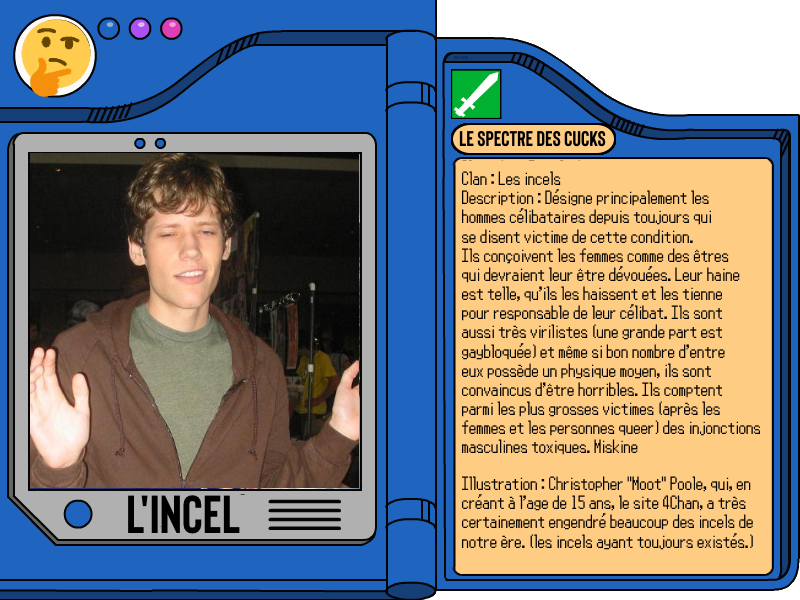 L'INCEL
LE SPECTRE DES CUCKS
Clan : Les incels
Description : Désigne principalement les
hommes célibataires depuis toujours qui
se disent victime de cette condition.
Ils conçoivent les femmes comme des êtres
qui devraient leur être dévouées. Leur haine
est telle, qu'ils les haissent et les tienne
pour responsable de leur célibat. Ils sont
aussi très virilistes (une grande part est
gaybloquée) et même si bon nombre d'entre
eux possède un physique moyen, ils sont
convaincus d'être horribles. Ils comptent
parmi les plus grosses victimes (après les
femmes et les personnes queer) des injonctions
masculines toxiques. Miskine
Illustration : Christopher "Moot" Poole, qui, en
créant à l'age de 15 ans, le site 4Chan, a très
certainement engendré beaucoup des incels de
notre ère. (les incels ayant toujours existés.)